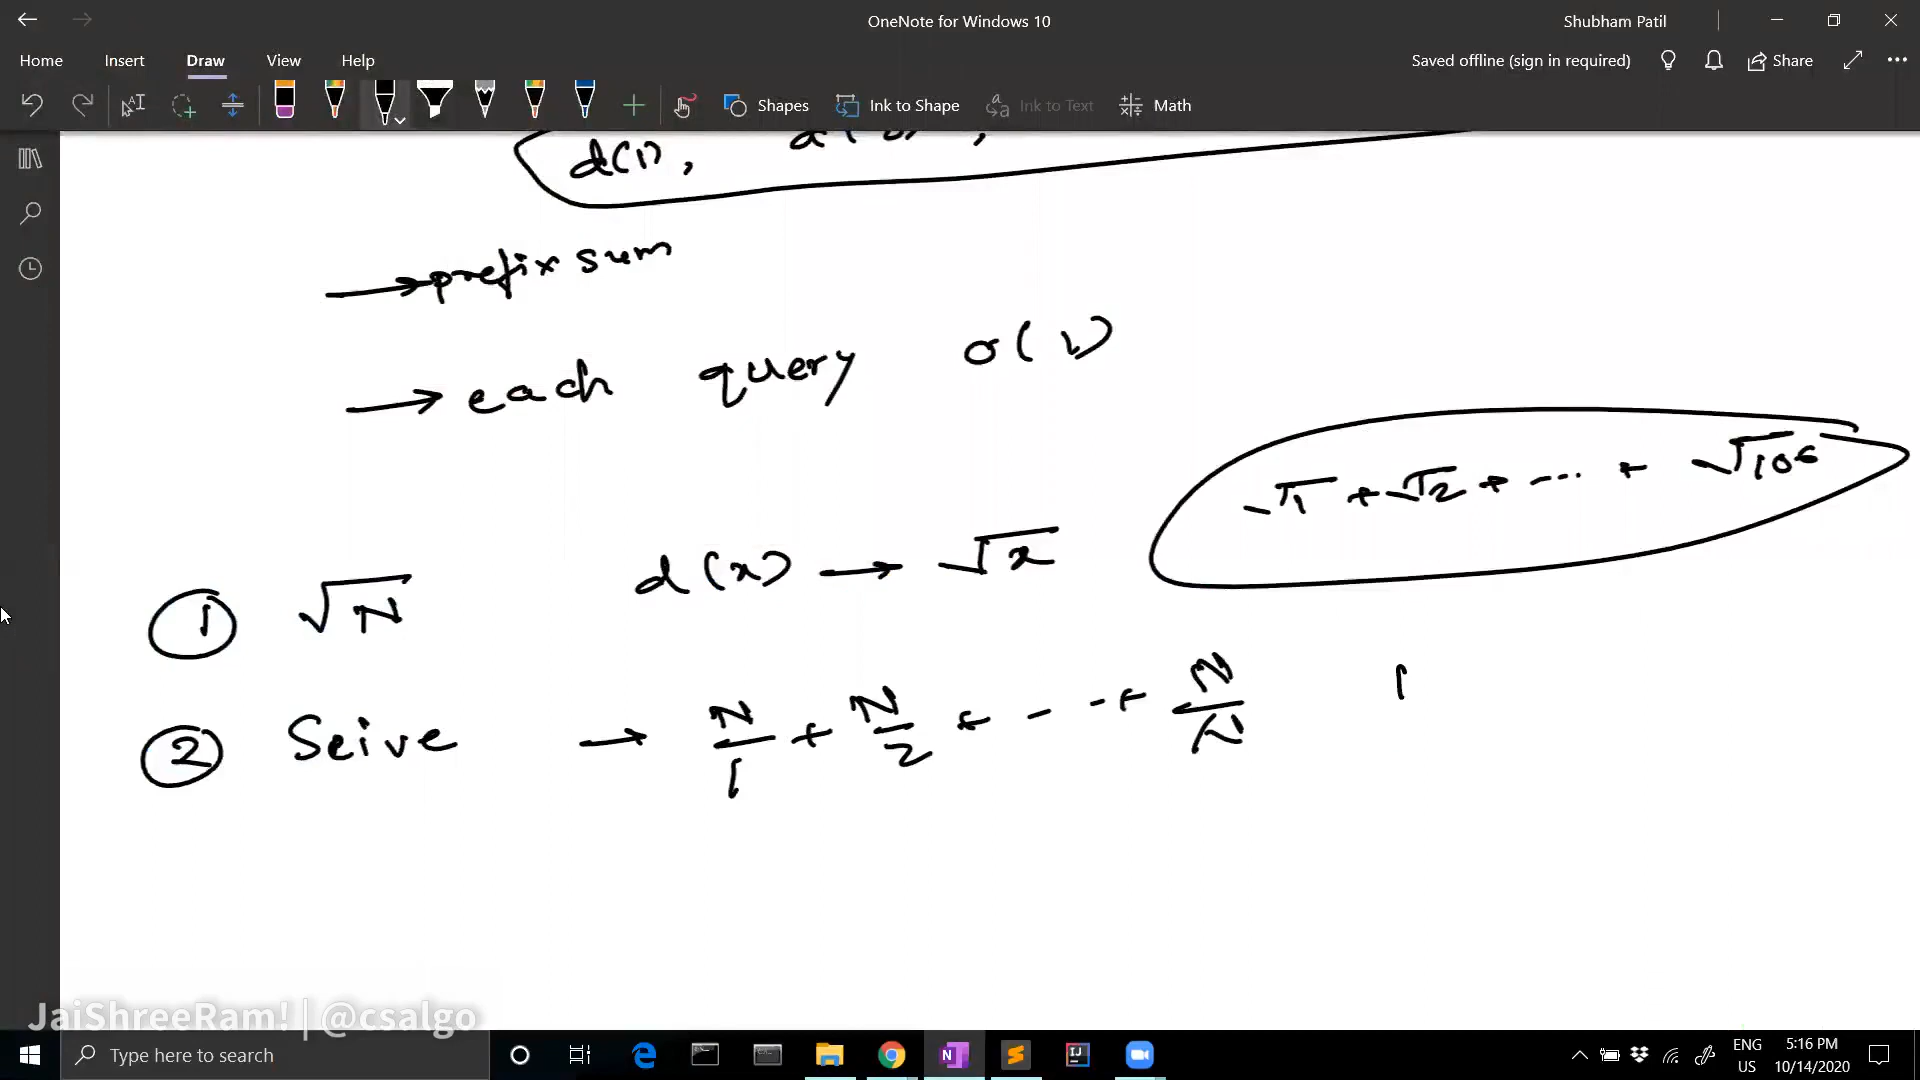 OneNote for Windows 10
Shubham Patil
Home Insert Draw View Help
Saved offline (sign in required)
Share
Shapes
Ink to Shape
Ink to Text
Math
d(1),
→ prefix sum
→ each query O(1)
√1 + √2 + ... + √10⁶
① √N d(x) → √x
② Seive → N/1 + N/2 + - - + N/N
JaiShreeRam! | @csalgo
Type here to search
ENG
US
5:16 PM
10/14/2020